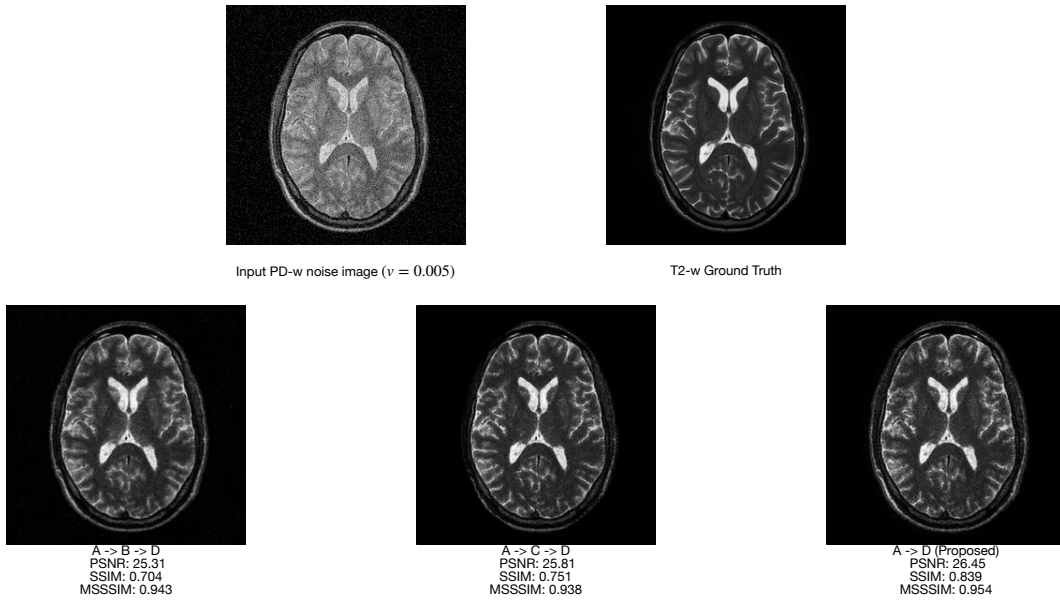 Input PD-w noise image (v = 0.005)
T2-w Ground Truth
A -> B -> D
PSNR: 25.31
SSIM: 0.704
MSSSIM: 0.943
A -> C -> D
PSNR: 25.81
SSIM: 0.751
MSSSIM: 0.938
A -> D (Proposed)
PSNR: 26.45
SSIM: 0.839
MSSSIM: 0.954